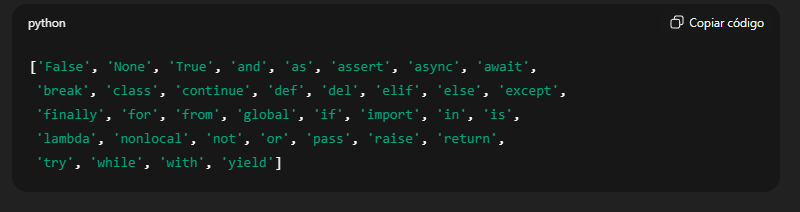 python
Copiar código
['False', 'None', 'True', 'and', 'as', 'assert', 'async', 'await',
'break', 'class', 'continue', 'def', 'del', 'elif', 'else', 'except',
'finally', 'for', 'from', 'global', 'if', 'import', 'in', 'is',
'lambda', 'nonlocal', 'not', 'or', 'pass', 'raise', 'return',
'try', 'while', 'with', 'yield']